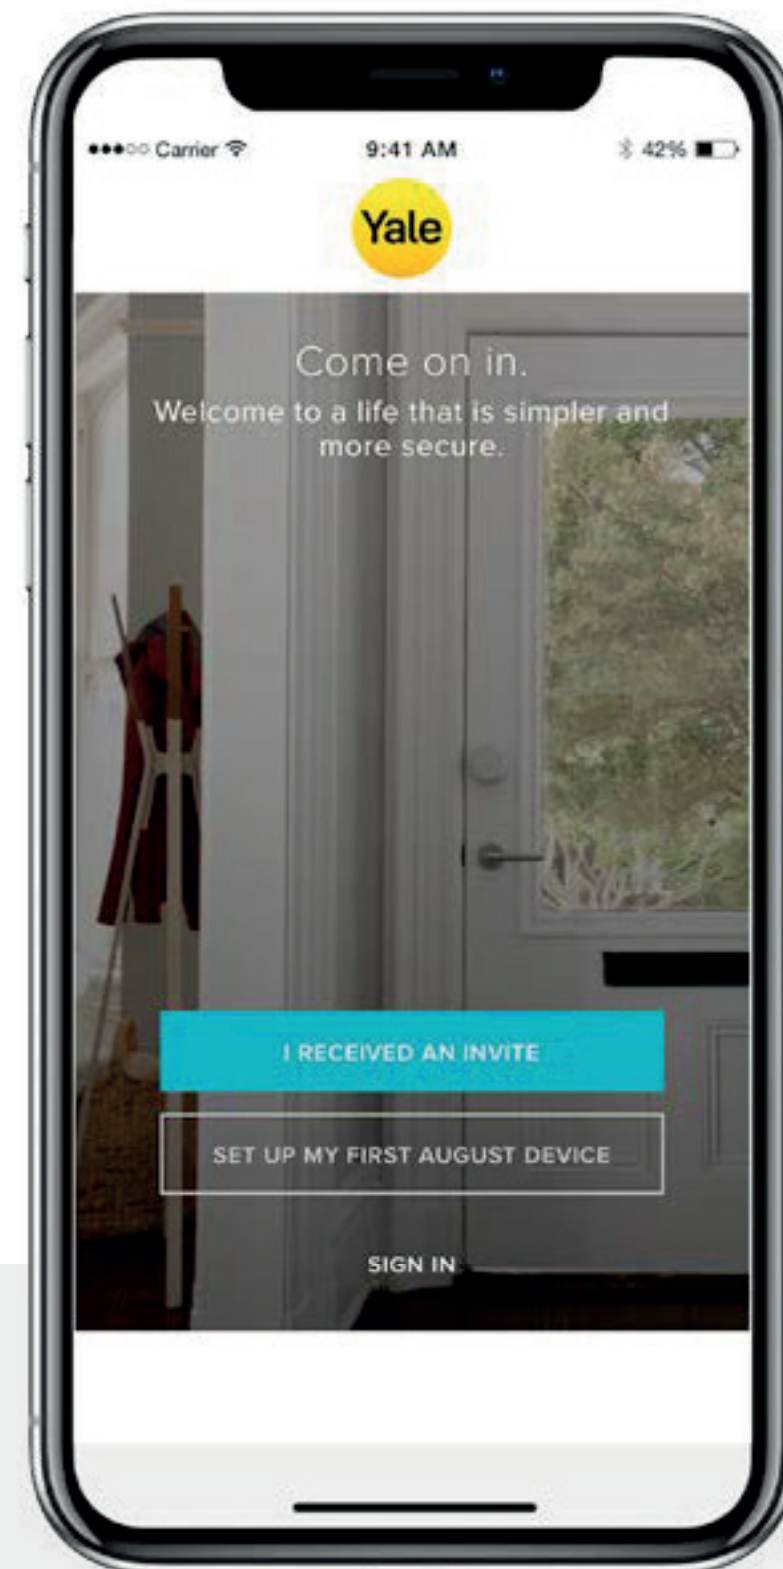 Carrier 9:41 AM 42%
Yale
Come on in.
Welcome to a life that is simpler and
more secure.
I RECEIVED AN INVITE
SET UP MY FIRST AUGUST DEVICE
SIGN IN